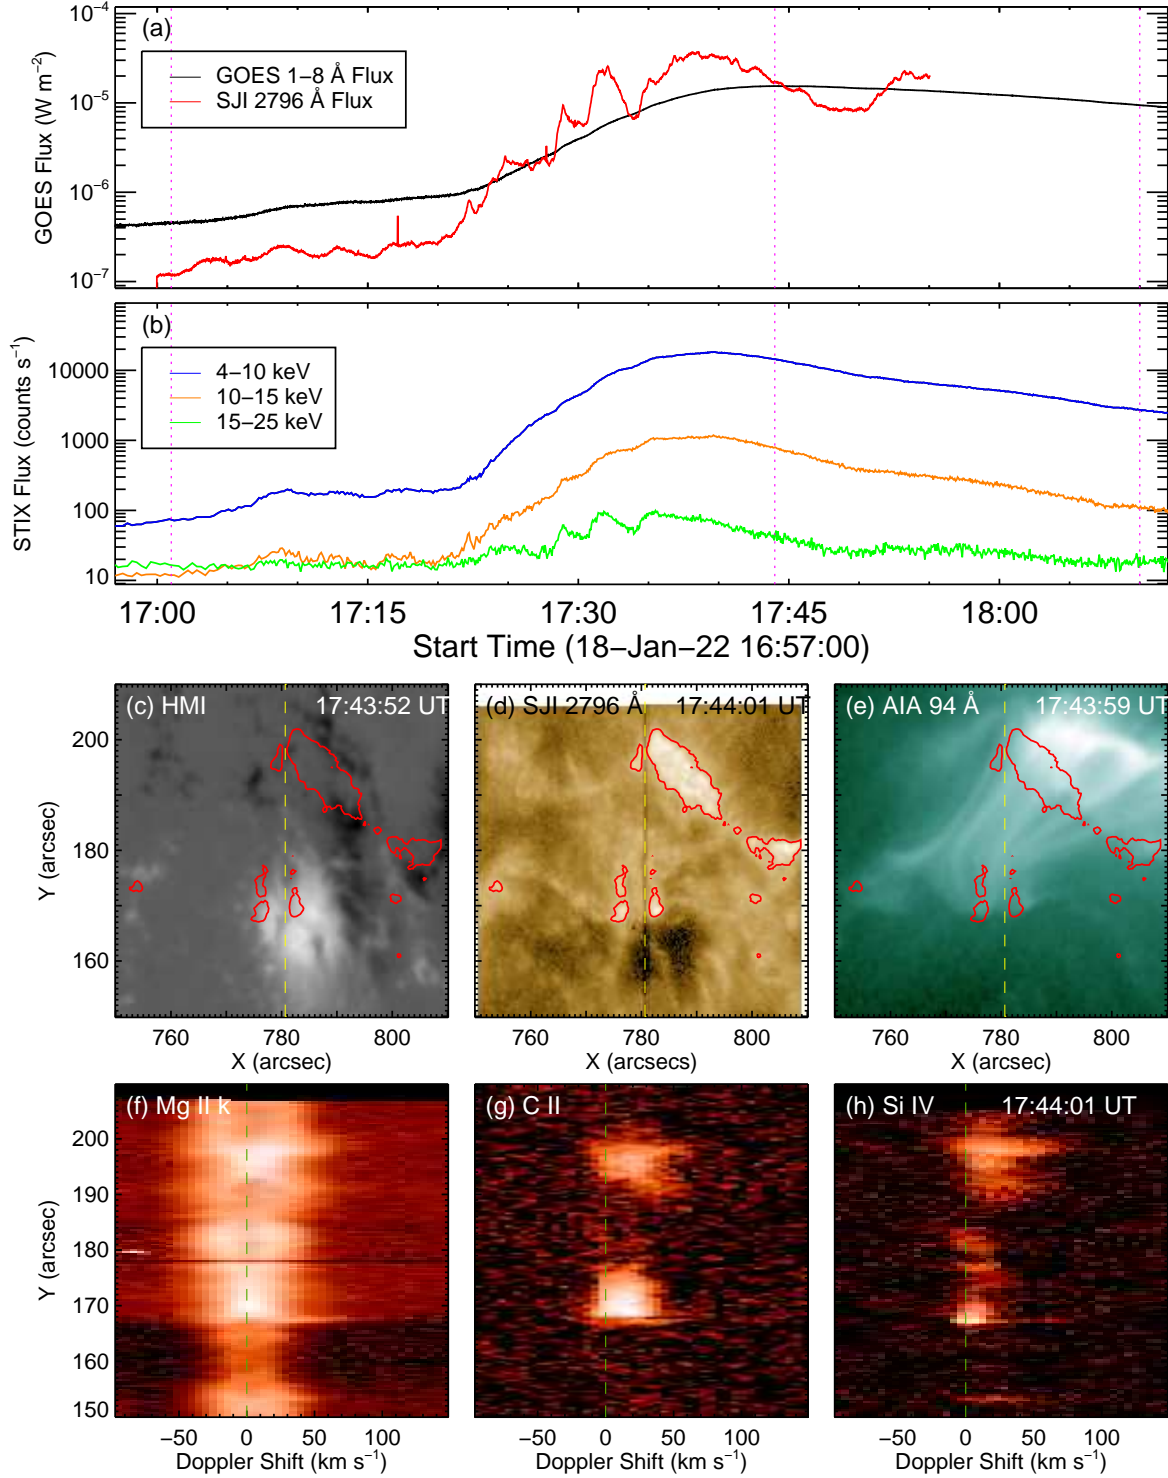 (a)
GOES 1−8 Å Flux
SJI 2796 Å Flux
GOES Flux (W m−2)
10−4
10−5
10−6
10−7
(b)
4−10 keV
10−15 keV
15−25 keV
STIX Flux (counts s−1)
10000
1000
100
10
17:00 17:15 17:30 17:45 18:00
Start Time (18−Jan−22 16:57:00)
(c) HMI 17:43:52 UT
(d) SJI 2796 Å 17:44:01 UT
(e) AIA 94 Å 17:43:59 UT
Y (arcsec)
200
180
160
760 780 800
X (arcsec)
760 780 800
X (arcsecs)
760 780 800
X (arcsec)
(f) Mg II k
(g) C II
(h) Si IV 17:44:01 UT
Y (arcsec)
200
190
180
170
160
150
−50 0 50 100
Doppler Shift (km s−1)
−50 0 50 100
Doppler Shift (km s−1)
−50 0 50 100
Doppler Shift (km s−1)